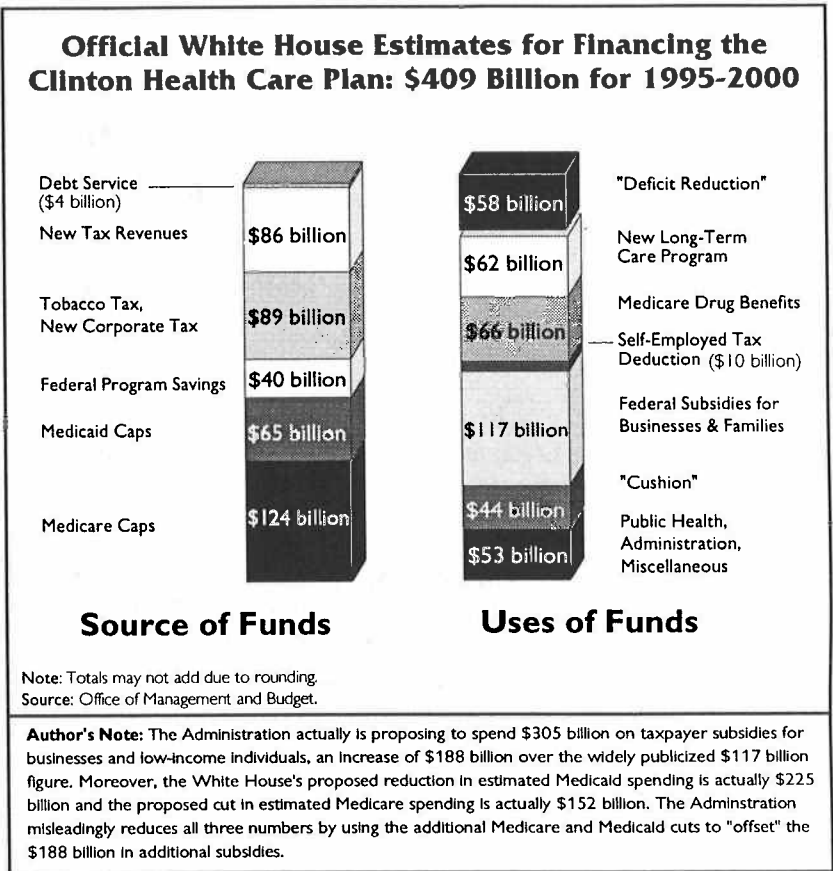 Official White House Estimates for Financing the
Clinton Health Care Plan: $409 Billion for 1995-2000
Debt Service
($4 billion)
New Tax Revenues
$86 billion
Tobacco Tax,
New Corporate Tax
$89 billion
Federal Program Savings
$40 billion
Medicaid Caps
$65 billion
Medicare Caps
$124 billion
Source of Funds
$58 billion
"Deficit Reduction"
$62 billion
New Long-Term
Care Program
$66 billion
Medicare Drug Benefits
Self-Employed Tax
Deduction ($10 billion)
$117 billion
Federal Subsidies for
Businesses & Families
$44 billion
"Cushion"
$53 billion
Public Health,
Administration,
Miscellaneous
Uses of Funds
Note: Totals may not add due to rounding.
Source: Office of Management and Budget.
Author's Note: The Administration actually is proposing to spend $305 billion on taxpayer subsidies for
businesses and low-income individuals, an increase of $188 billion over the widely publicized $117 billion
figure. Moreover, the White House's proposed reduction in estimated Medicaid spending is actually $225
billion and the proposed cut in estimated Medicare spending is actually $152 billion. The Adminstration
misleadingly reduces all three numbers by using the additional Medicare and Medicaid cuts to "offset" the
$188 billion in additional subsidies.